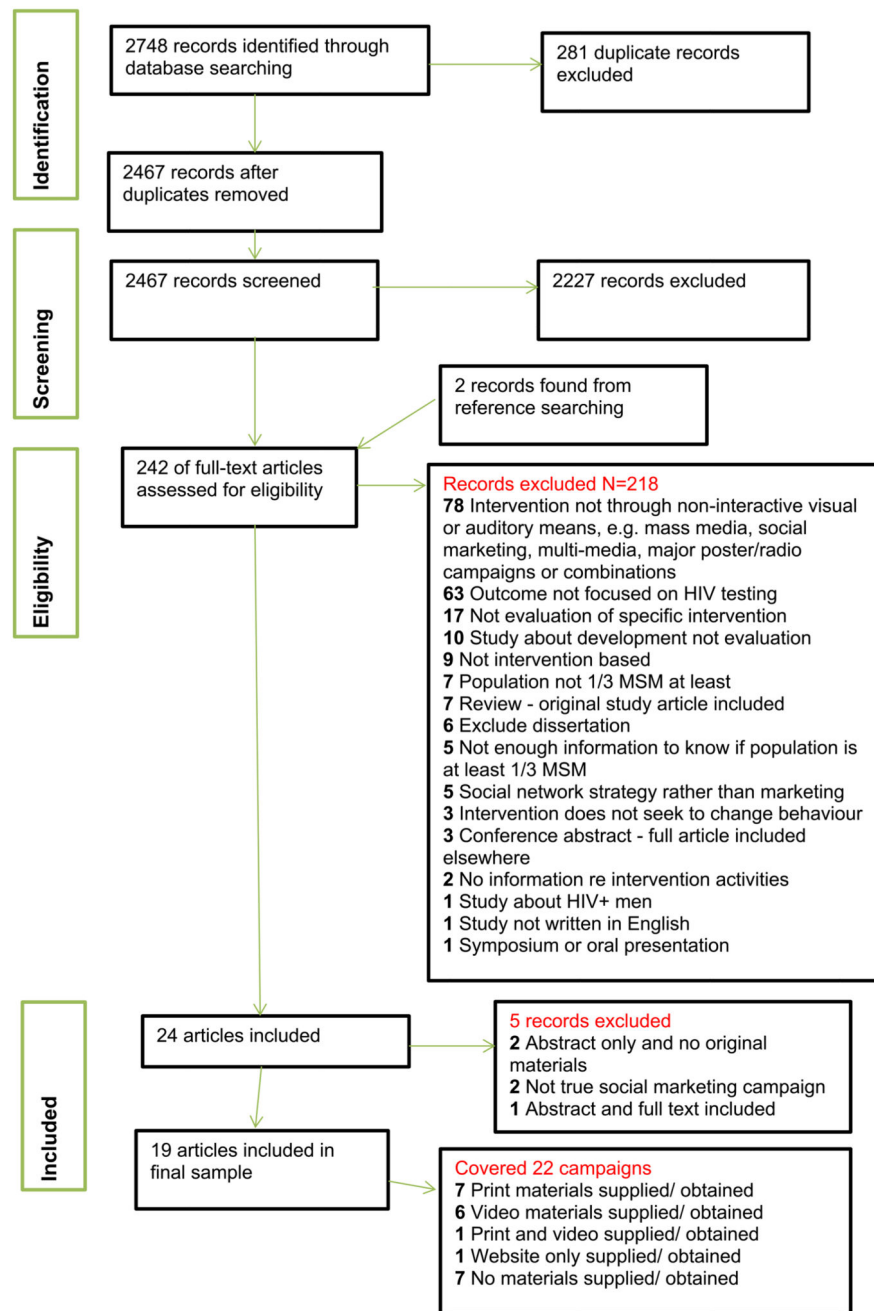 Identification
2748 records identified through
database searching
281 duplicate records
excluded
2467 records after
duplicates removed
Screening
2467 records screened
2227 records excluded
2 records found from
reference searching
Eligibility
242 of full-text articles
assessed for eligibility
Records excluded N=218
78 Intervention not through non-interactive visual
or auditory means, e.g. mass media, social
marketing, multi-media, major poster/radio
campaigns or combinations
63 Outcome not focused on HIV testing
17 Not evaluation of specific intervention
10 Study about development not evaluation
9 Not intervention based
7 Population not 1/3 MSM at least
7 Review - original study article included
6 Exclude dissertation
5 Not enough information to know if population is
at least 1/3 MSM
5 Social network strategy rather than marketing
3 Intervention does not seek to change behaviour
3 Conference abstract - full article included
elsewhere
2 No information re intervention activities
1 Study about HIV+ men
1 Study not written in English
1 Symposium or oral presentation
Included
24 articles included
5 records excluded
2 Abstract only and no original
materials
2 Not true social marketing campaign
1 Abstract and full text included
19 articles included in
final sample
Covered 22 campaigns
7 Print materials supplied/ obtained
6 Video materials supplied/ obtained
1 Print and video supplied/ obtained
1 Website only supplied/ obtained
7 No materials supplied/ obtained